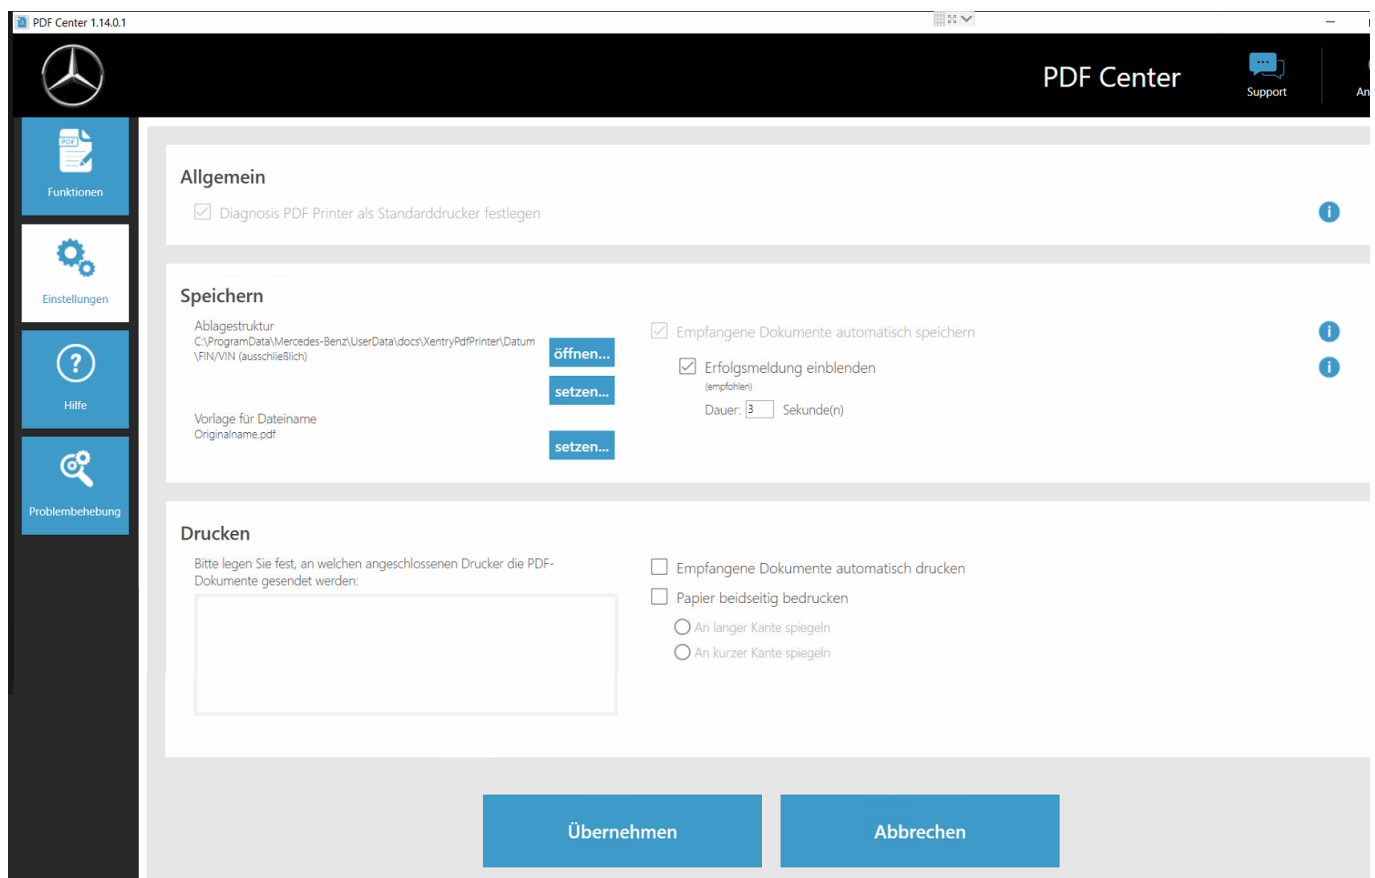 PDF Center 1.14.0.1
PDF Center
Support
PDF
Funktionen
Einstellungen
Hilfe
Problembehebung
Allgemein
Diagnosis PDF Printer als Standarddrucker festlegen
Speichern
Ablagestruktur
C:\ProgramData\Mercedes-Benz\UserData\docs\XentryPdfPrinter\Datum
\FIN/VIN (ausschließlich)
öffnen...
setzen...
Vorlage für Dateiname
Originalname.pdf
setzen...
Empfangene Dokumente automatisch speichern
Erfolgsmeldung einblenden
(empfohlen)
Dauer: 3 Sekunde(n)
Drucken
Bitte legen Sie fest, an welchen angeschlossenen Drucker die PDF-
Dokumente gesendet werden:
Empfangene Dokumente automatisch drucken
Papier beidseitig bedrucken
An langer Kante spiegeln
An kurzer Kante spiegeln
Übernehmen
Abbrechen